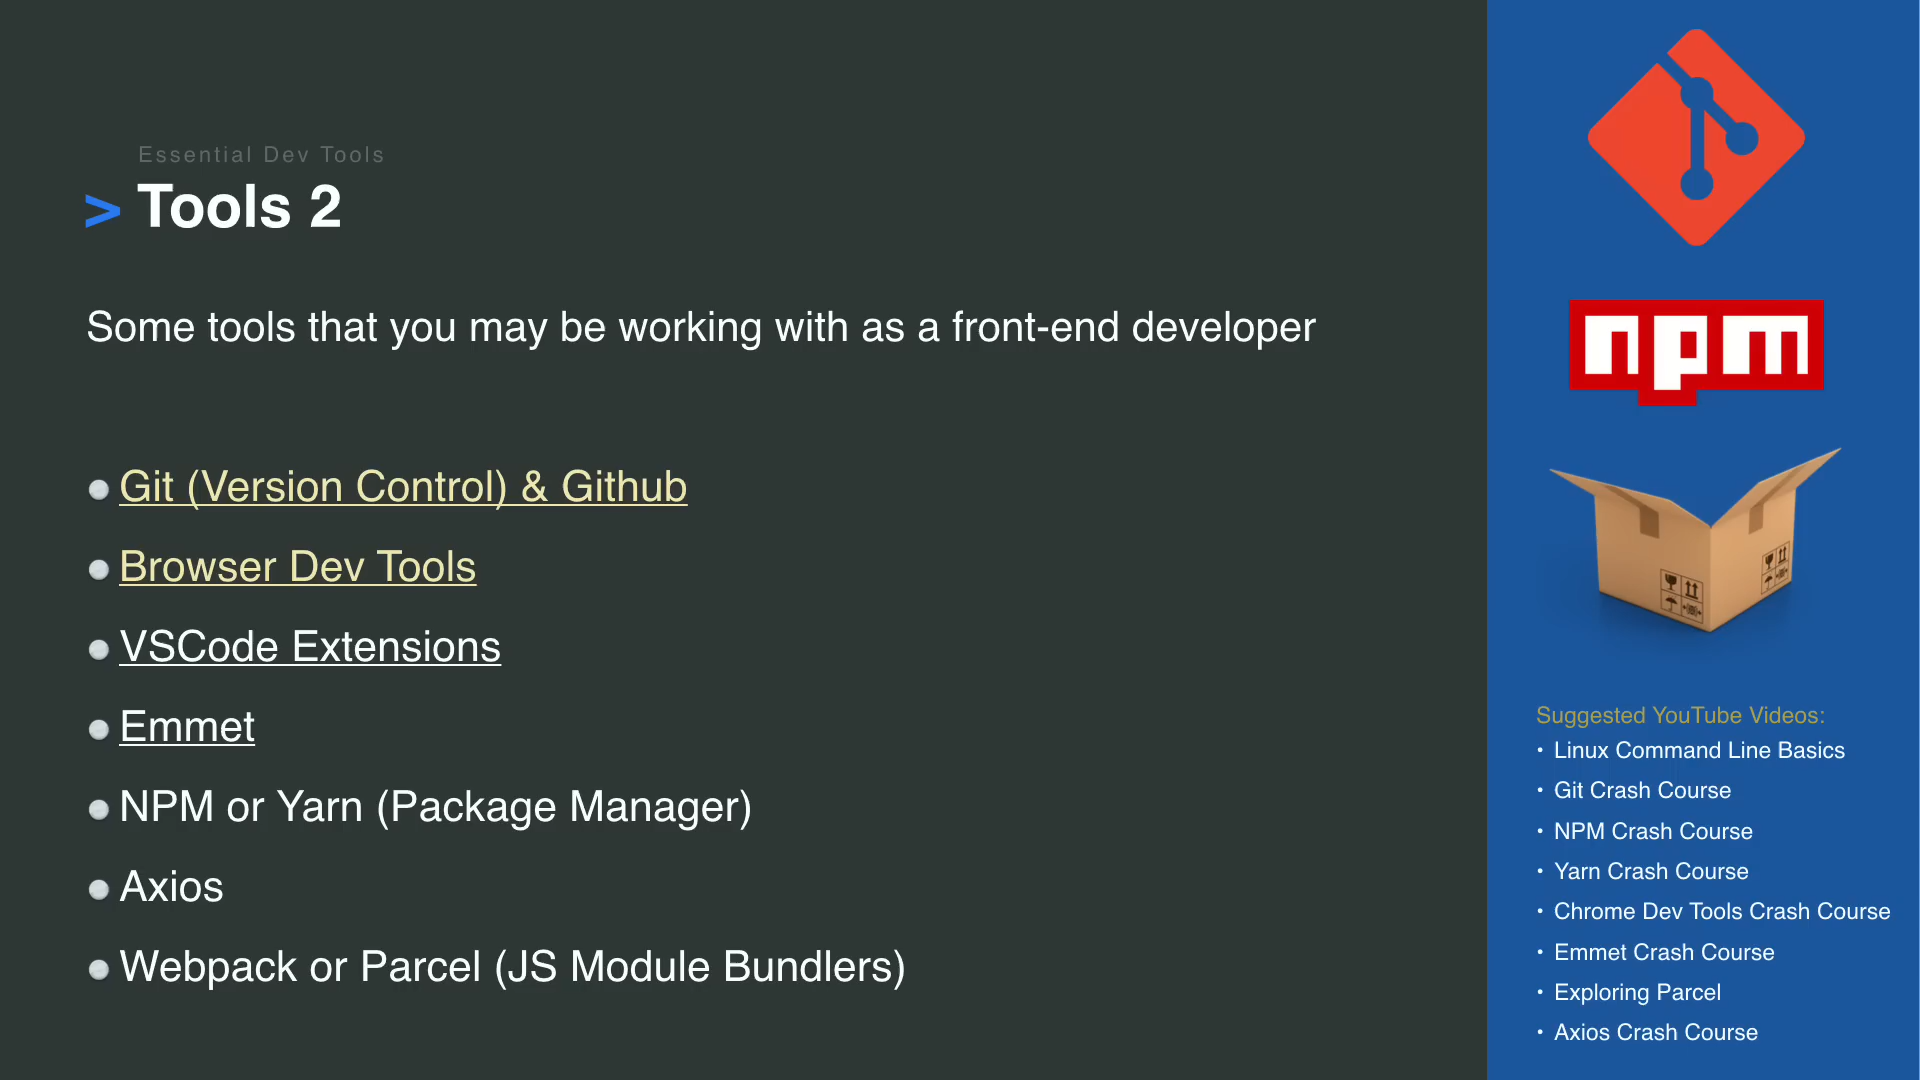 Essential Dev Tools
> Tools 2
Some tools that you may be working with as a front-end developer
Git (Version Control) & Github
Browser Dev Tools
VSCode Extensions
Emmet
NPM or Yarn (Package Manager)
Axios
Webpack or Parcel (JS Module Bundlers)
npm
Suggested YouTube Videos:
• Linux Command Line Basics
• Git Crash Course
• NPM Crash Course
• Yarn Crash Course
• Chrome Dev Tools Crash Course
• Emmet Crash Course
• Exploring Parcel
• Axios Crash Course